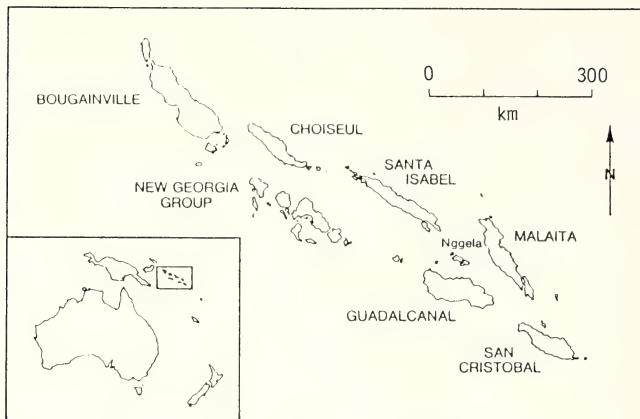 0 300
km
BOUGAINVILLE
CHOISEUL
N
SANTA
ISABEL
NEW GEORGIA
GROUP
Nggela
MALAITA
GUADALCANAL
SAN
CRISTOBAL